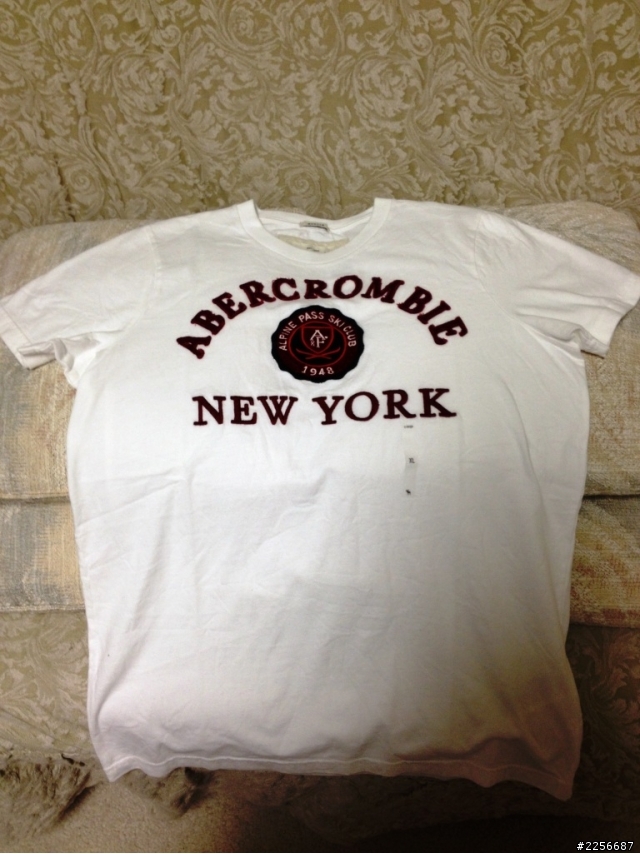 ABERCROMBIE
ALPINE PASS SKI CLUB
A&F
1948
NEW YORK
#2256687